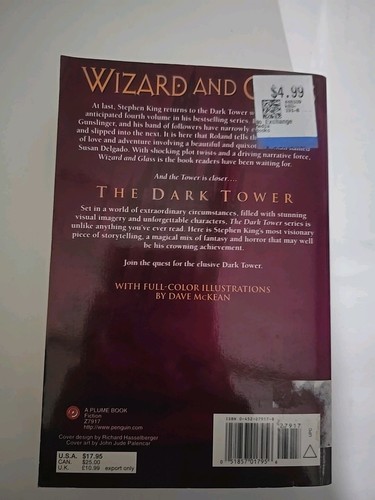 WIZARD AND G
$4.99
At last, Stephen King returns to the Dark Tower w
anticipated fourth volume in his bestselling series.
Gunslinger, and his band of followers have narrowly e
and slipped into the next. It is here that Roland tells th
of love and adventure involving a beautiful and quixo
Susan Delgado. With shocking plot twists and a driving narrative force,
Wizard and Glass is the book readers have been waiting for.
And the Tower is closer....
THE DARK TOWER
Set in a world of extraordinary circumstances, filled with stunning
visual imagery and unforgettable characters, The Dark Tower series is
unlike anything you've ever read. Here is Stephen King's most visionary
piece of storytelling, a magical mix of fantasy and horror that may well
be his crowning achievement.
Join the quest for the elusive Dark Tower.
WITH FULL-COLOR ILLUSTRATIONS
BY DAVE McKEAN
A PLUME BOOK
Fiction
Z7917
http://www.penguin.com
Cover design by Richard Hasselberger
Cover art by John Jude Palencar
U.S.A. $17.95
CAN. $25.00
U.K. £10.99 export only
ISBN 0-452-27917-8
27917